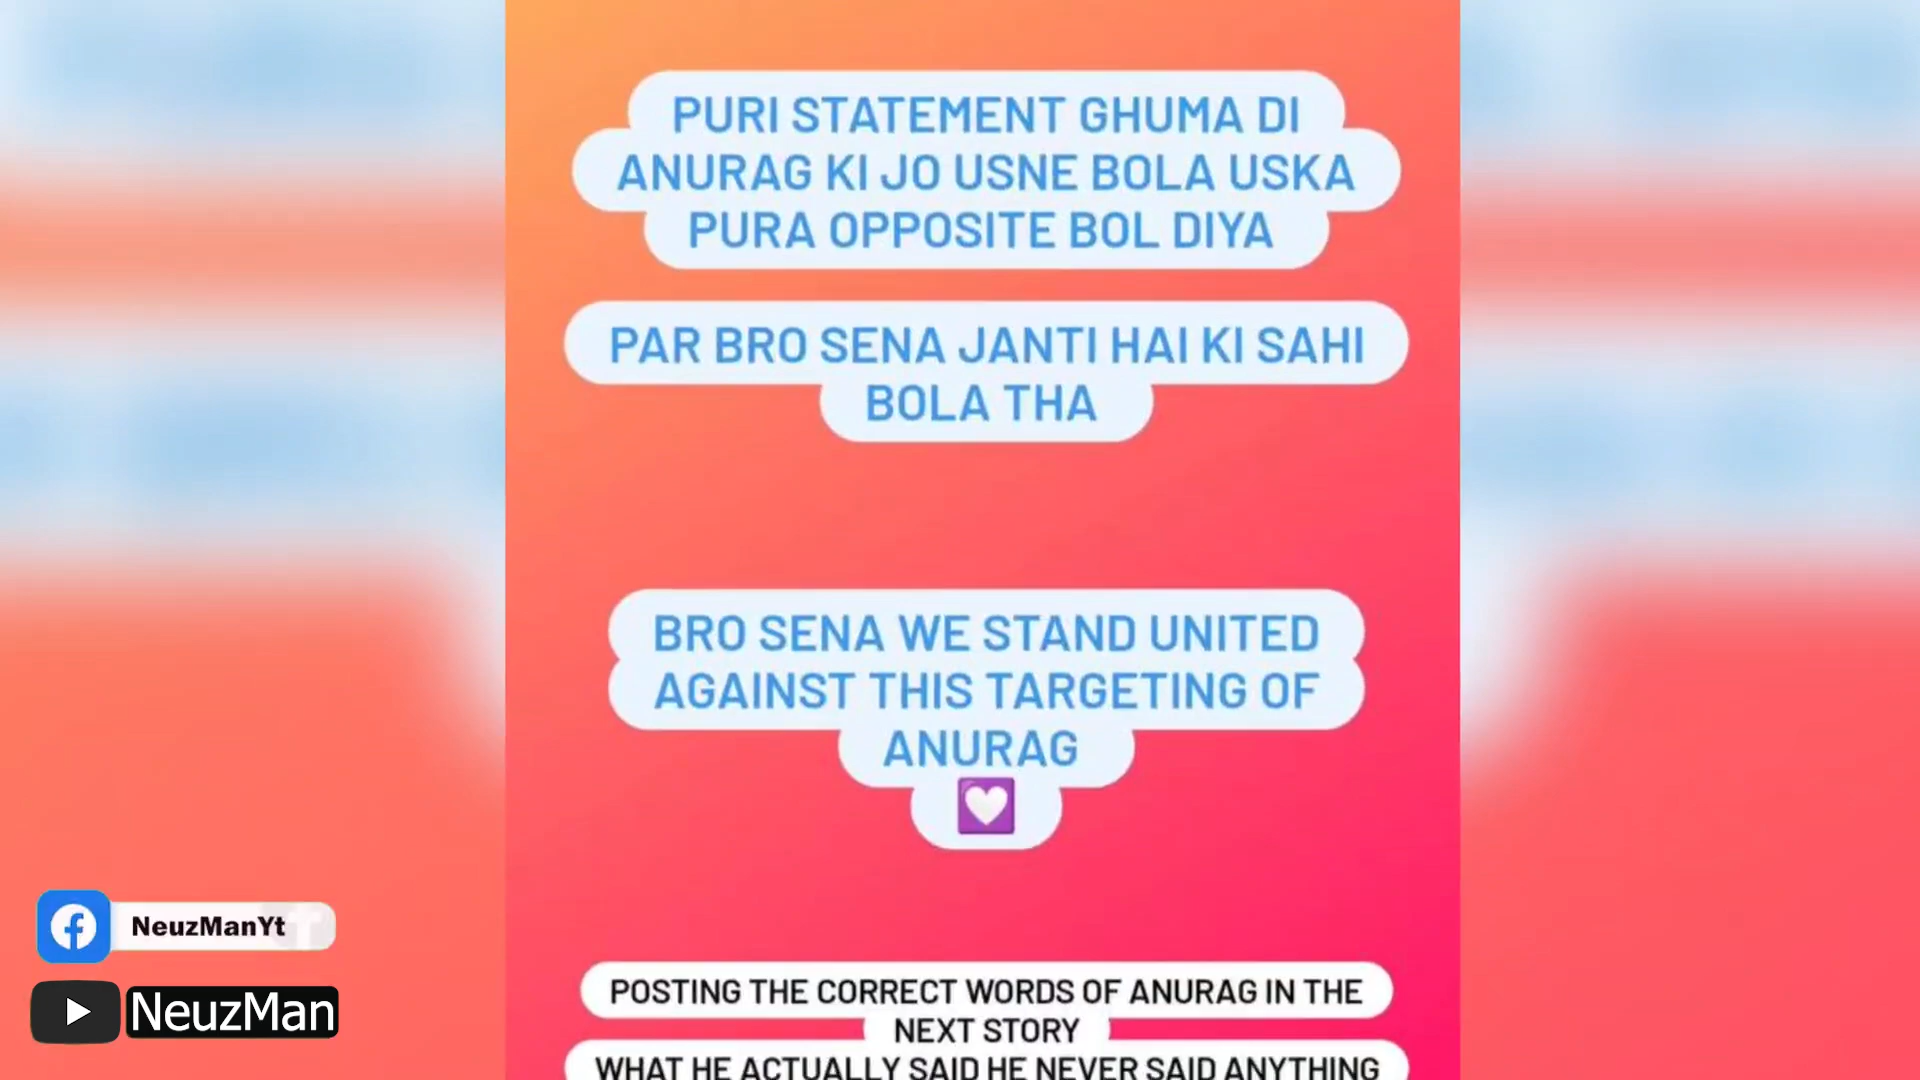 PURI STATEMENT GHUMA DI
ANURAG KI JO USNE BOLA USKA
PURA OPPOSITE BOL DIYA
PAR BRO SENA JANTI HAI KI SAHI
BOLA THA
BRO SENA WE STAND UNITED
AGAINST THIS TARGETING OF
ANURAG
💟
POSTING THE CORRECT WORDS OF ANURAG IN THE
NEXT STORY
WHAT HE ACTUALLY SAID HE NEVER SAID ANYTHING
NeuzManYt
NeuzMan